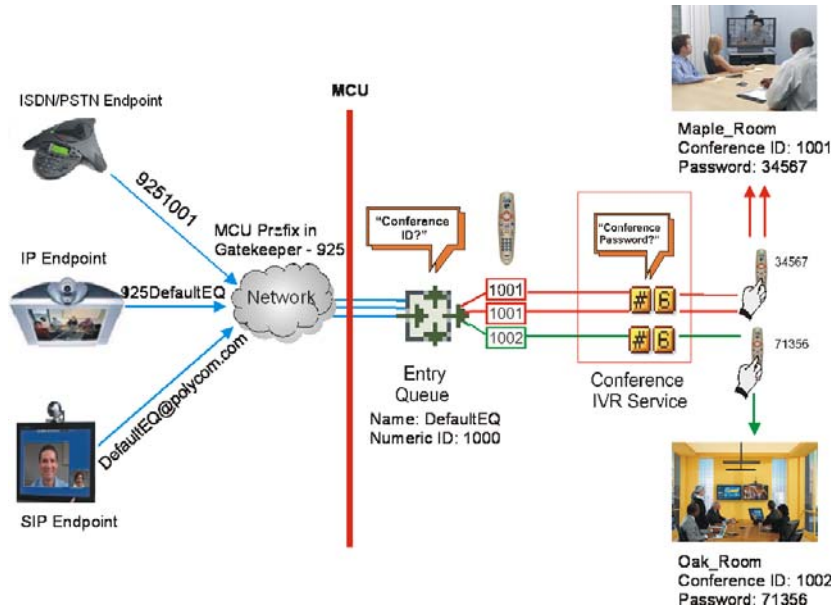 MCU
ISDN/PSTN Endpoint
9251001
MCU Prefix in
Gatekeeper - 925
IP Endpoint
925DefaultEQ
Network
DefaultEQ@polycom.com
SIP Endpoint
"Conference
ID?"
1001
1001
1002
Entry
Queue
Name: DefaultEQ
Numeric ID: 1000
"Conference
Password?"
# 6
# 6
Conference
IVR Service
34567
71356
Maple_Room
Conference ID: 1001
Password: 34567
Oak_Room
Conference ID: 1002
Password: 71356